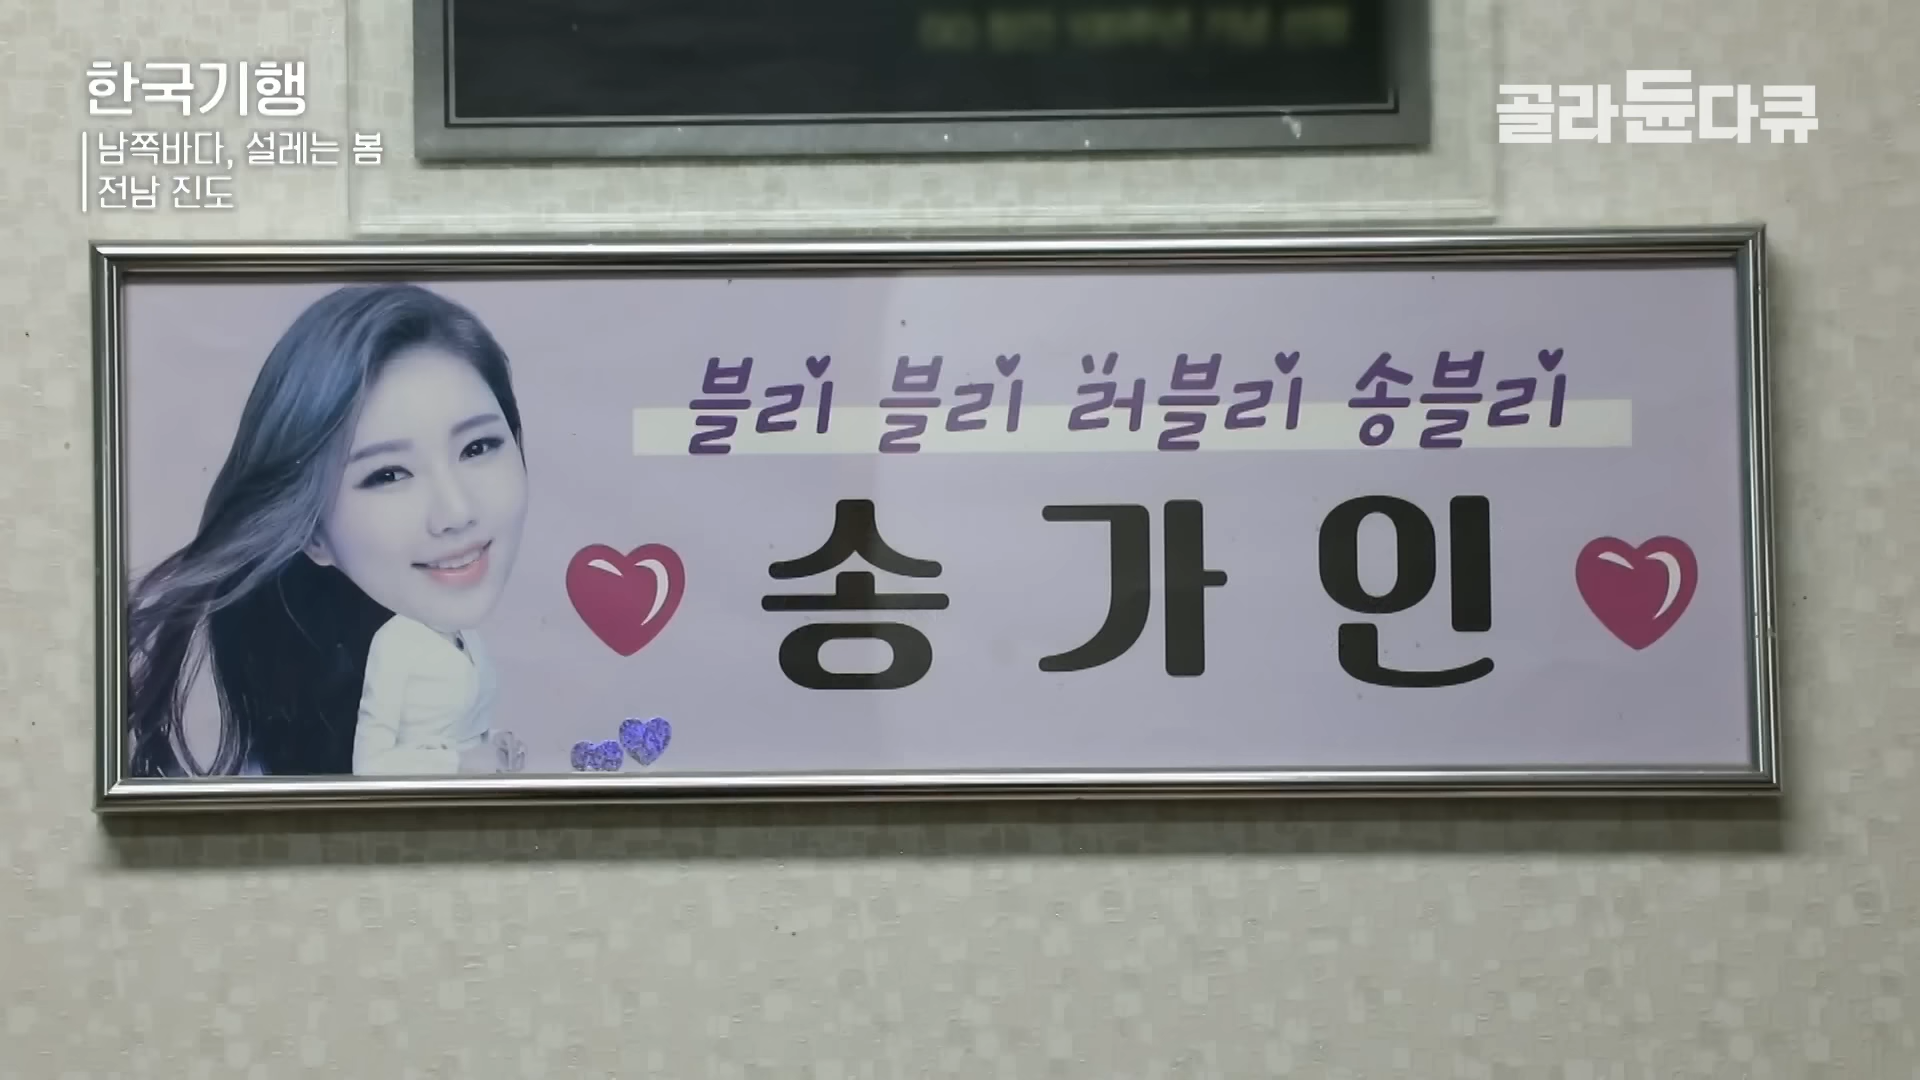 한국기행
남쪽바다, 설레는 봄
전남 진도
골라듄다큐
블리 블리 러블리 송블리
송가인